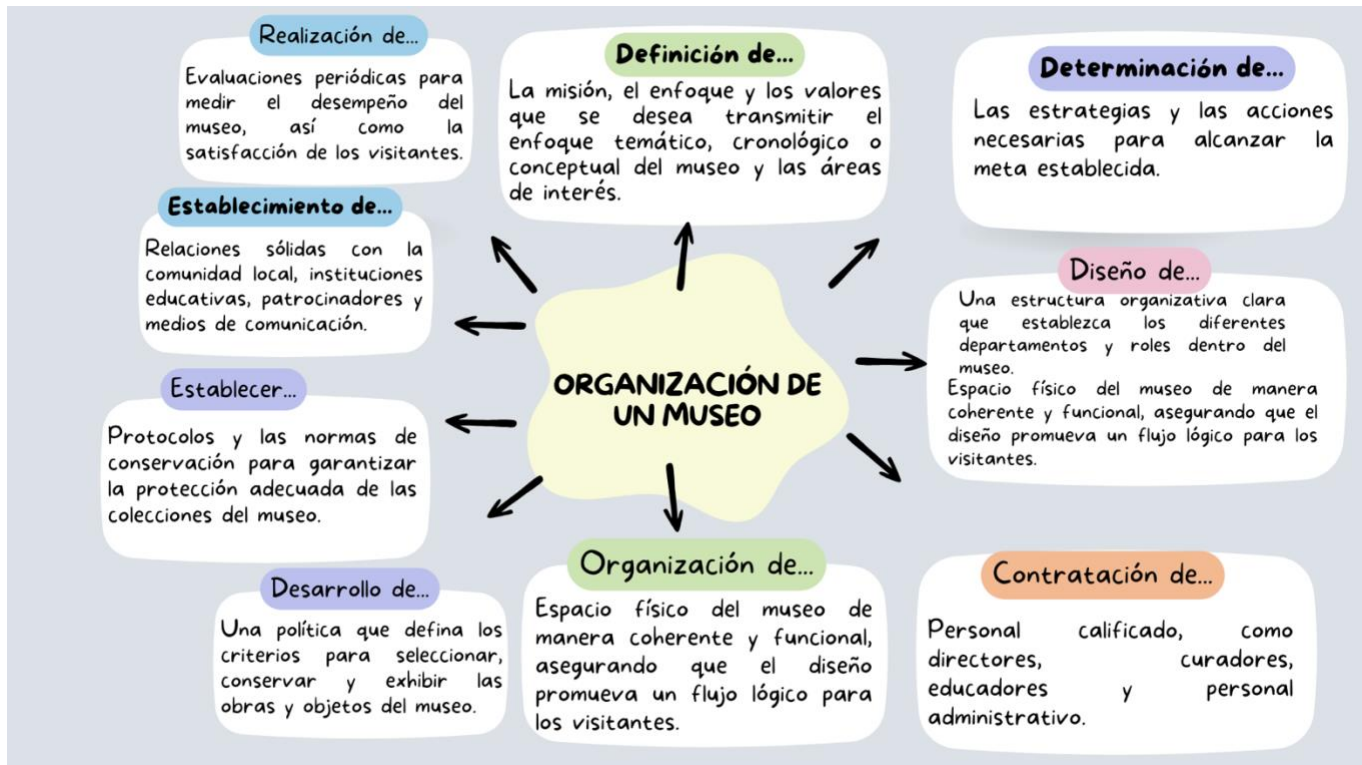 Realización de...
Evaluaciones periódicas para
medir el desempeño del
museo, así como la
satisfacción de los visitantes.
Definición de...
La misión, el enfoque y los valores
que se desea transmitir el
enfoque temático, cronológico o
conceptual del museo y las áreas
de interés.
Determinación de...
Las estrategias y las acciones
necesarias para alcanzar la
meta establecida.
Establecimiento de...
Relaciones sólidas con la
comunidad local, instituciones
educativas, patrocinadores y
medios de comunicación.
Diseño de...
Una estructura organizativa clara
que establezca los diferentes
departamentos y roles dentro del
museo.
Espacio físico del museo de manera
coherente y funcional, asegurando que el
diseño promueva un flujo lógico para los
visitantes.
ORGANIZACIÓN DE
UN MUSEO
Establecer...
Protocolos y las normas de
conservación para garantizar
la protección adecuada de las
colecciones del museo.
Desarrollo de...
Una política que defina los
criterios para seleccionar,
conservar y exhibir las
obras y objetos del museo.
Organización de...
Espacio físico del museo de
manera coherente y funcional,
asegurando que el diseño
promueva un flujo lógico para
los visitantes.
Contratación de...
Personal calificado, como
directores, curadores,
educadores y personal
administrativo.